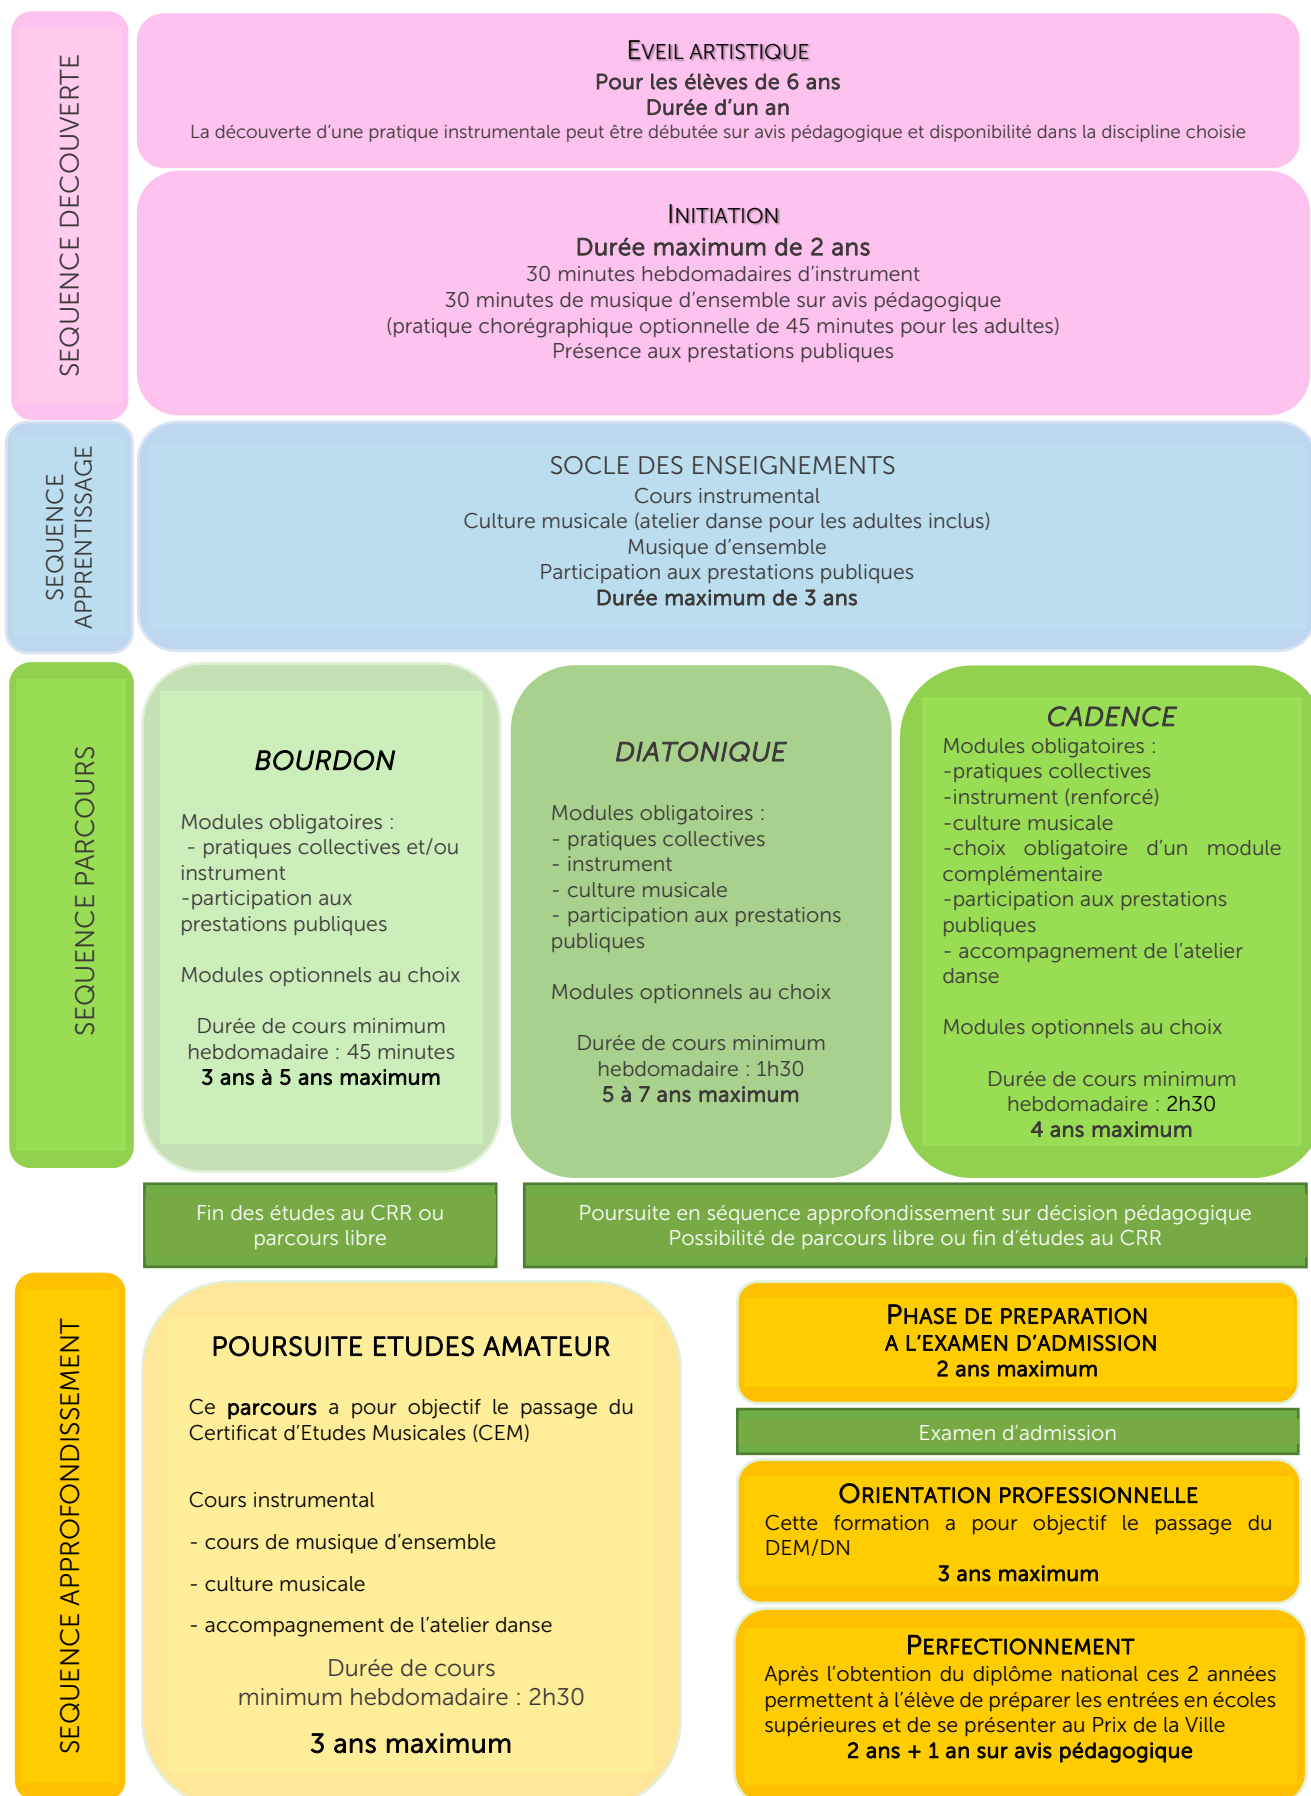 SEQUENCE DECOUVERTE
EVEIL ARTISTIQUE
Pour les élèves de 6 ans
Durée d’un an
La découverte d’une pratique instrumentale peut être débutée sur avis pédagogique et disponibilité dans la discipline choisie
INITIATION
Durée maximum de 2 ans
30 minutes hebdomadaires d’instrument
30 minutes de musique d’ensemble sur avis pédagogique
(pratique chorégraphique optionnelle de 45 minutes pour les adultes)
Présence aux prestations publiques
SEQUENCE
APPRENTISSAGE
SOCLE DES ENSEIGNEMENTS
Cours instrumental
Culture musicale (atelier danse pour les adultes inclus)
Musique d’ensemble
Participation aux prestations publiques
Durée maximum de 3 ans
SEQUENCE PARCOURS
BOURDON
Modules obligatoires :
- pratiques collectives et/ou
instrument
-participation aux
prestations publiques
Modules optionnels au choix
Durée de cours minimum
hebdomadaire : 45 minutes
3 ans à 5 ans maximum
DIATONIQUE
Modules obligatoires :
- pratiques collectives
- instrument
- culture musicale
- participation aux prestations
publiques
Modules optionnels au choix
Durée de cours minimum
hebdomadaire : 1h30
5 à 7 ans maximum
CADENCE
Modules obligatoires :
-pratiques collectives
-instrument (renforcé)
-culture musicale
-choix obligatoire d’un module
complémentaire
-participation aux prestations
publiques
- accompagnement de l’atelier
danse
Modules optionnels au choix
Durée de cours minimum
hebdomadaire : 2h30
4 ans maximum
Fin des études au CRR ou
parcours libre
Poursuite en séquence approfondissement sur décision pédagogique
Possibilité de parcours libre ou fin d’études au CRR
SEQUENCE APPROFONDISSEMENT
POURSUITE ETUDES AMATEUR
Ce parcours a pour objectif le passage du
Certificat d’Etudes Musicales (CEM)
Cours instrumental
- cours de musique d’ensemble
- culture musicale
- accompagnement de l’atelier danse
Durée de cours
minimum hebdomadaire : 2h30
3 ans maximum
PHASE DE PREPARATION
A L’EXAMEN D’ADMISSION
2 ans maximum
Examen d’admission
ORIENTATION PROFESSIONNELLE
Cette formation a pour objectif le passage du
DEM/DN
3 ans maximum
PERFECTIONNEMENT
Après l’obtention du diplôme national ces 2 années
permettent à l’élève de préparer les entrées en écoles
supérieures et de se présenter au Prix de la Ville
2 ans + 1 an sur avis pédagogique